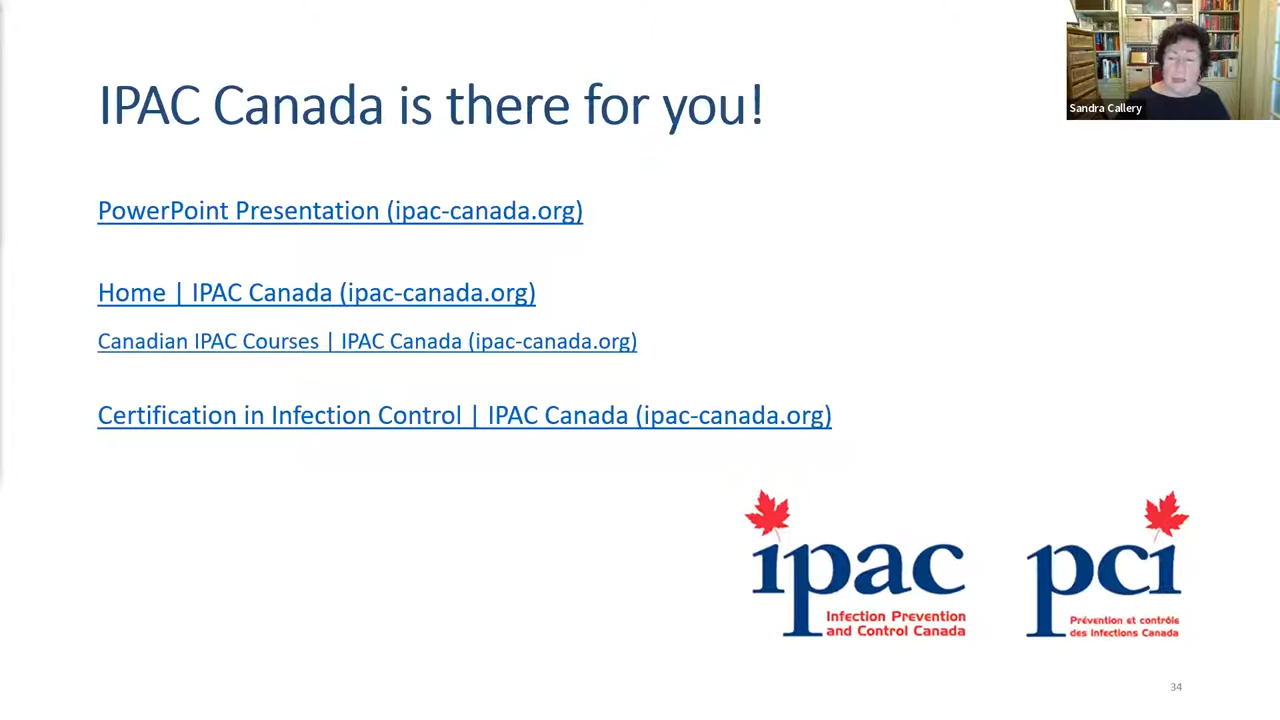 IPAC Canada is there for you!
Sandra Callery
PowerPoint Presentation (ipac-canada.org)
Home | IPAC Canada (ipac-canada.org)
Canadian IPAC Courses | IPAC Canada (ipac-canada.org)
Certification in Infection Control | IPAC Canada (ipac-canada.org)
ipac
Infection Prevention
and Control Canada
pci
Prévention et contrôle
des infections Canada
34